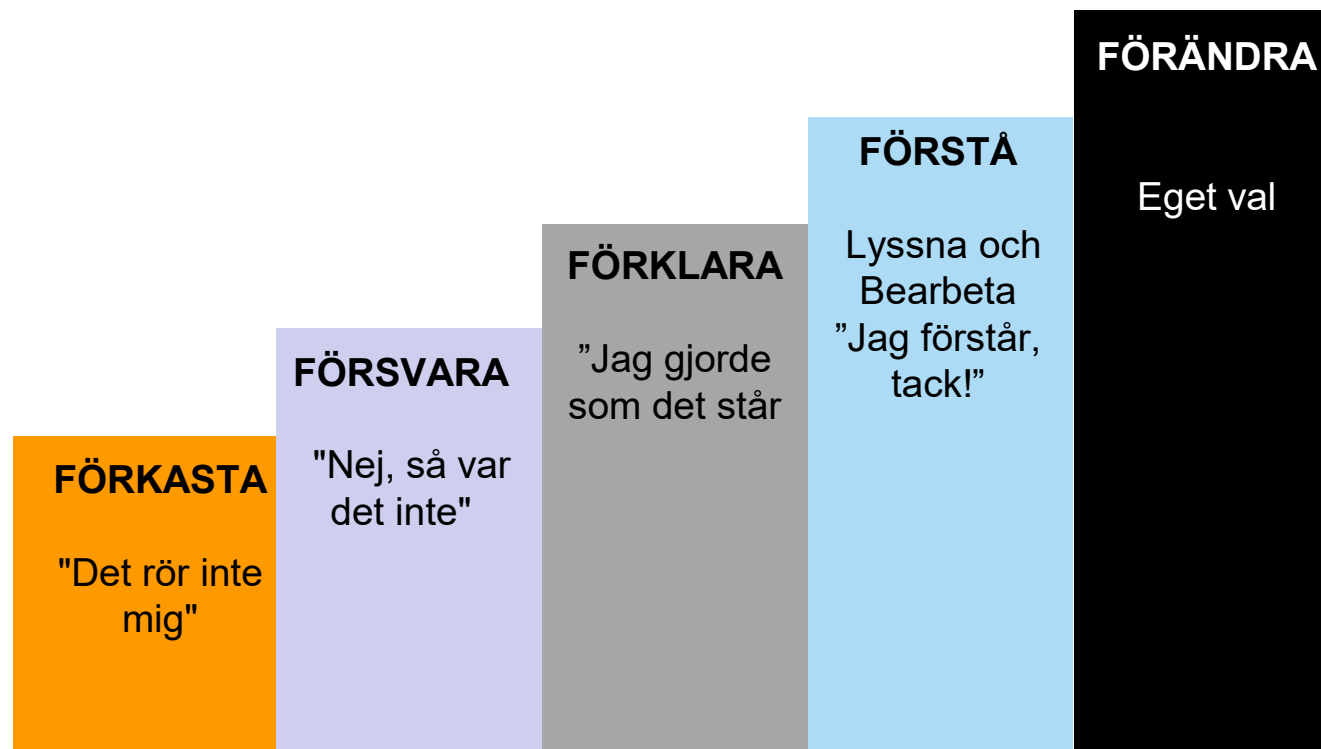 FÖRKASTA
"Det rör inte
mig"
FÖRSVARA
"Nej, så var
det inte"
FÖRKLARA
”Jag gjorde
som det står
FÖRSTÅ
Lyssna och
Bearbeta
”Jag förstår,
tack!”
FÖRÄNDRA
Eget val